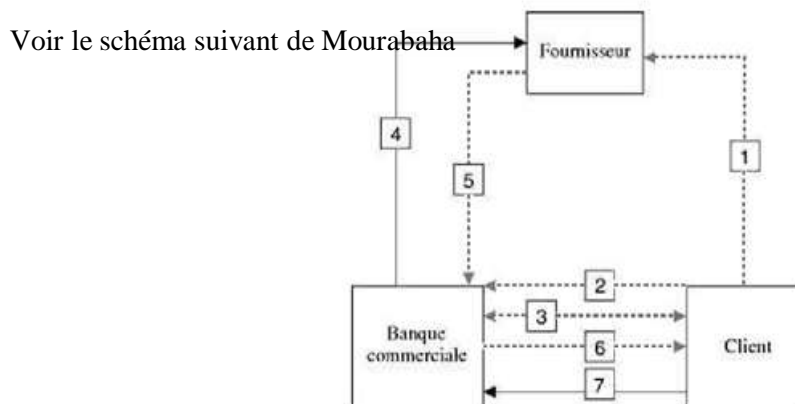 Voir le schéma suivant de Mourabaha
Fournisseur
4
1
5
2
3
Banque
commerciale
6
Client
7